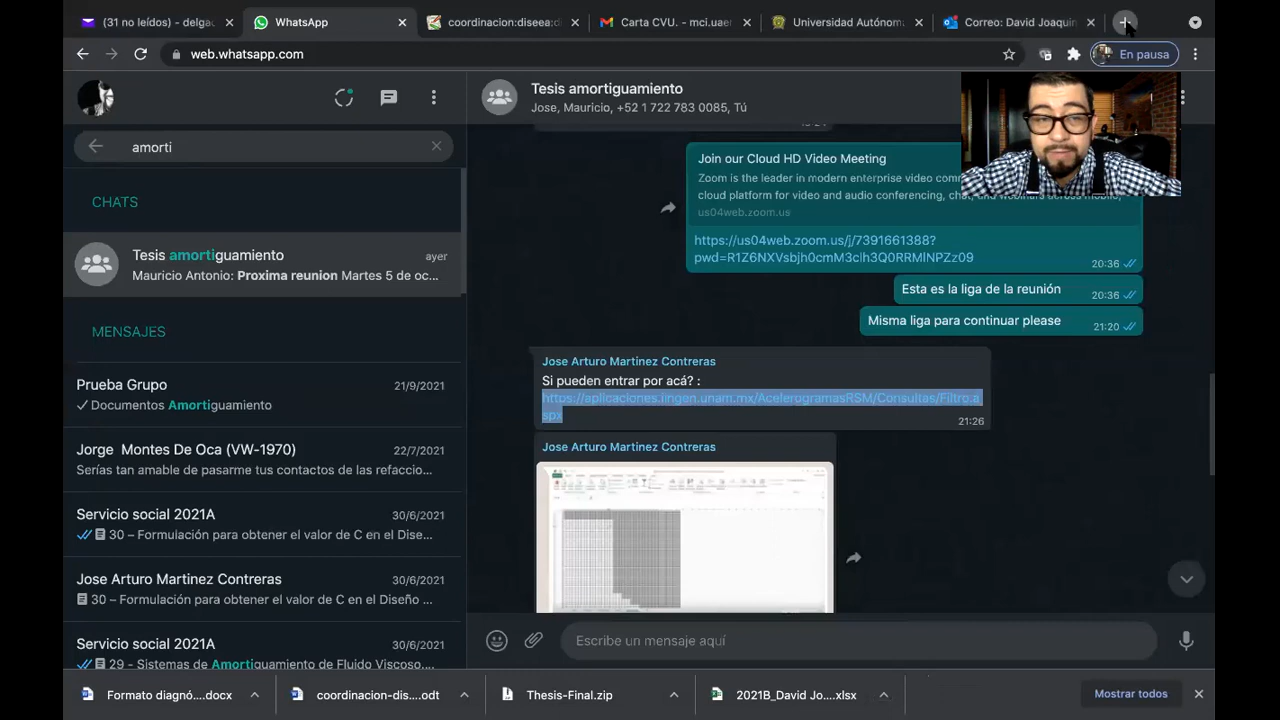 (31 no leídos) - delgad
WhatsApp
coordinacion:diseea:d
Carta CVU. - mci.uaem
Universidad Autónoma
Correo: David Joaquín
web.whatsapp.com
En pausa
amorti
CHATS
Tesis amortiguamiento
ayer
Mauricio Antonio: Proxima reunion Martes 5 de oc...
MENSAJES
Prueba Grupo
21/9/2021
Documentos Amortiguamiento
Jorge Montes De Oca (VW-1970)
22/7/2021
Serías tan amable de pasarme tus contactos de las refaccio...
Servicio social 2021A
30/6/2021
30 – Formulación para obtener el valor de C en el Dise...
Jose Arturo Martinez Contreras
30/6/2021
30 – Formulación para obtener el valor de C en el Diseño ...
Servicio social 2021A
30/6/2021
29 - Sistemas de Amortiguamiento de Fluido Viscoso,...
Tesis amortiguamiento
Jose, Mauricio, +52 1 722 783 0085, Tú
Join our Cloud HD Video Meeting
Zoom is the leader in modern enterprise video com
cloud platform for video and audio conferencing, chat, and webinars across mobile,
us04web.zoom.us
https://us04web.zoom.us/j/7391661388?
pwd=R1Z6NXVsbjh0cmM3clh3Q0RRMlNPZz09
20:36
Esta es la liga de la reunión
20:36
Misma liga para continuar please
21:20
Jose Arturo Martinez Contreras
Si pueden entrar por acá? :
https://aplicaciones.iingen.unam.mx/AcelerogramasRSM/Consultas/Filtro.a
spx
21:26
Jose Arturo Martinez Contreras
Escribe un mensaje aquí
Formato diagnó....docx
coordinacion-dis....odt
Thesis-Final.zip
2021B_David Jo....xlsx
Mostrar todos